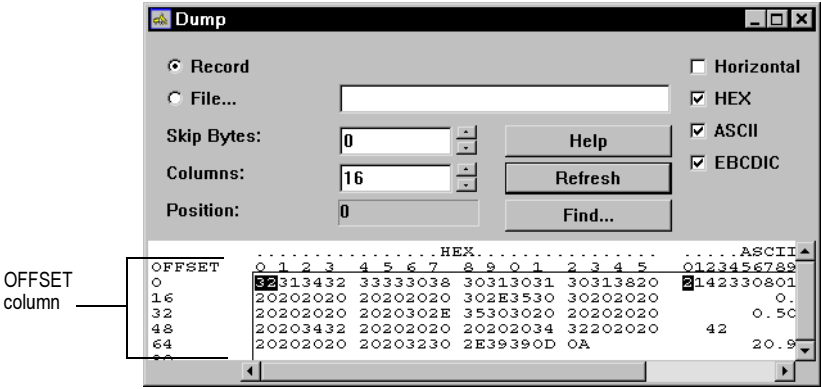 Dump
Record
Horizontal
File...
HEX
Skip Bytes:
0
ASCII
Help
Columns:
16
EBCDIC
Refresh
Position:
0
Find...
................HEX................ .....ASCII
OFFSET 0 1 2 3 4 5 6 7 8 9 0 1 2 3 4 5 0123456789
0 32313432 33333038 30313031 30313820 2142330801
16 20202020 20202020 302E3530 30202020 0.
32 20202020 2020302E 35303020 20202020 0.50
48 20203432 20202020 20202034 32202020 42
64 20202020 20203230 2E39390D 0A 20.9
OFFSET
column